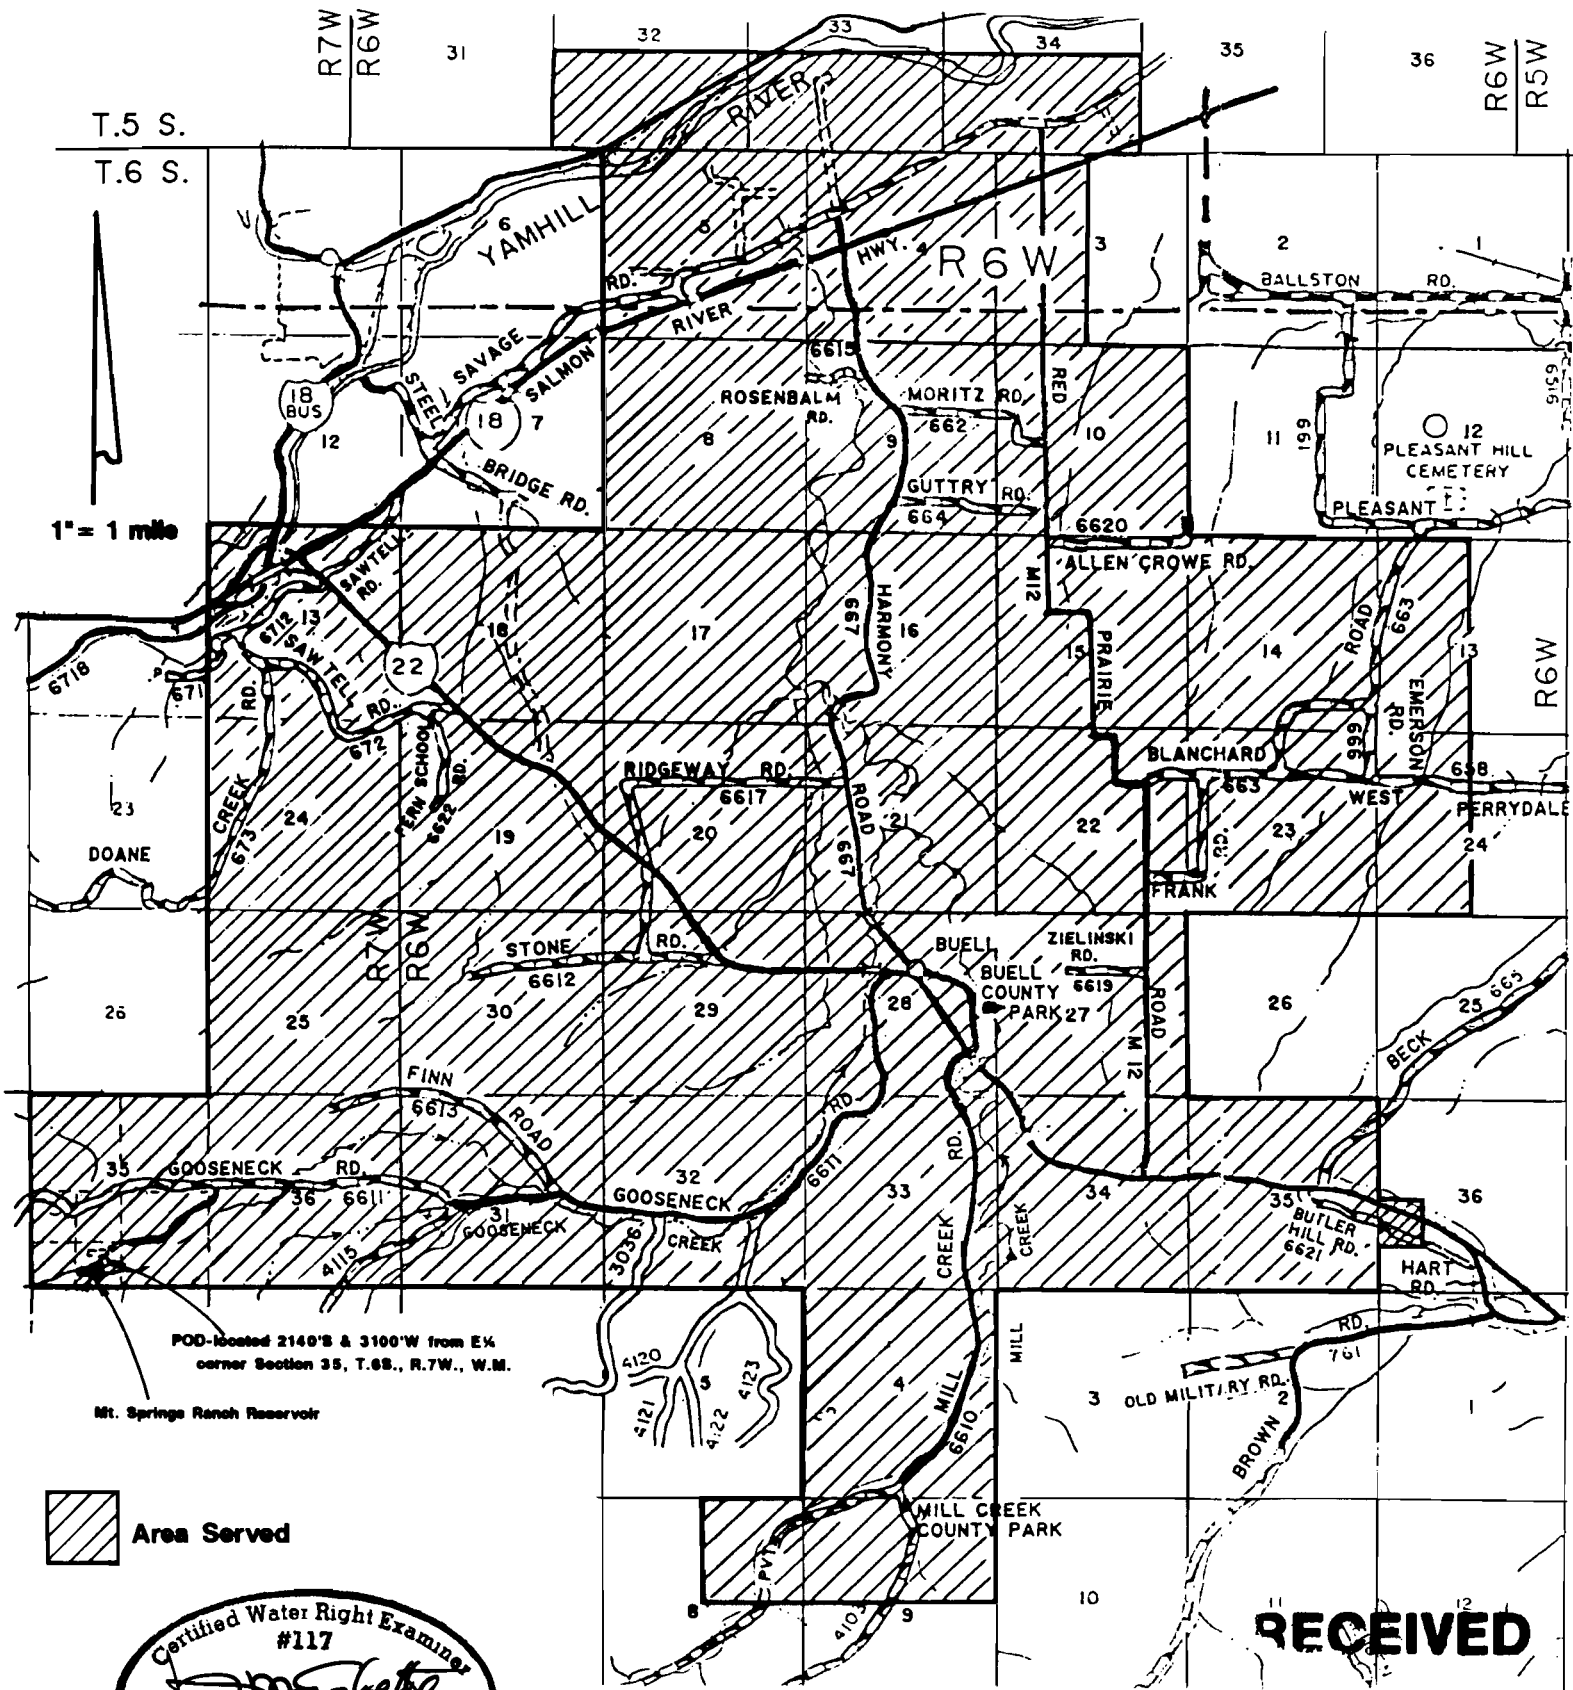 R7W
R6W
31
32
33
34
35
36
R6W
R5W
T.5 S.
T.6 S.
RIVER
YAMHILL
6
5
HWY. 4
R6W
3
2
1
BALLSTON RD.
RD.
RIVER
SAVAGE
SALMON
STEEL
BRIDGE RD.
18
BUS
18
7
12
6615
ROSENBALM
RD.
MORITZ RD.
662
RED
8
9
10
11
661
6516
12
PLEASANT HILL
CEMETERY
GUTTRY RD.
664
PLEASANT
6620
ALLEN CROWE RD.
1"= 1 mile
SAWTELL
RD.
13
6712
SAWTELL
RD.
672
22
18
17
667
HARMONY
16
M12
15
PRAIRIE
14
ROAD
663
13
EMERSON
RD.
666
R6W
6718
671
RD.
CREEK
673
FERN SCHOOL
RD.
6622
RIDGEWAY RD.
6617
ROAD
667
BLANCHARD
663
WEST
658
PERRYDALE
23
24
19
20
21
22
23
24
DOANE
FRANK
R7W
R6W
STONE RD.
6612
BUELL
BUELL
COUNTY
PARK
ZIELINSKI
RD.
6619
ROAD
M 12
26
25
30
29
28
27
26
25
665
BECK
FINN
6613
ROAD
RD
6611
35
GOOSENECK RD.
36
6611
31
GOOSENECK
32
GOOSENECK
CREEK
33
RD.
CREEK
CREEK
34
35
36
BUTLER
HILL RD.
6621
HART
RD.
4115
3036
POD-located 2140'S & 3100'W from E¼
corner Section 35, T.6S., R.7W., W.M.
Mt. Springs Ranch Reservoir
4120
4121
4122
4123
5
4
MILL
6610
MILL
3
RD.
761
OLD MILITARY RD.
2
BROWN
1
Area Served
MILL CREEK
COUNTY PARK
PVT
8
9
4103
10
11
12
RECEIVED
Certified Water Right Examiner
#117